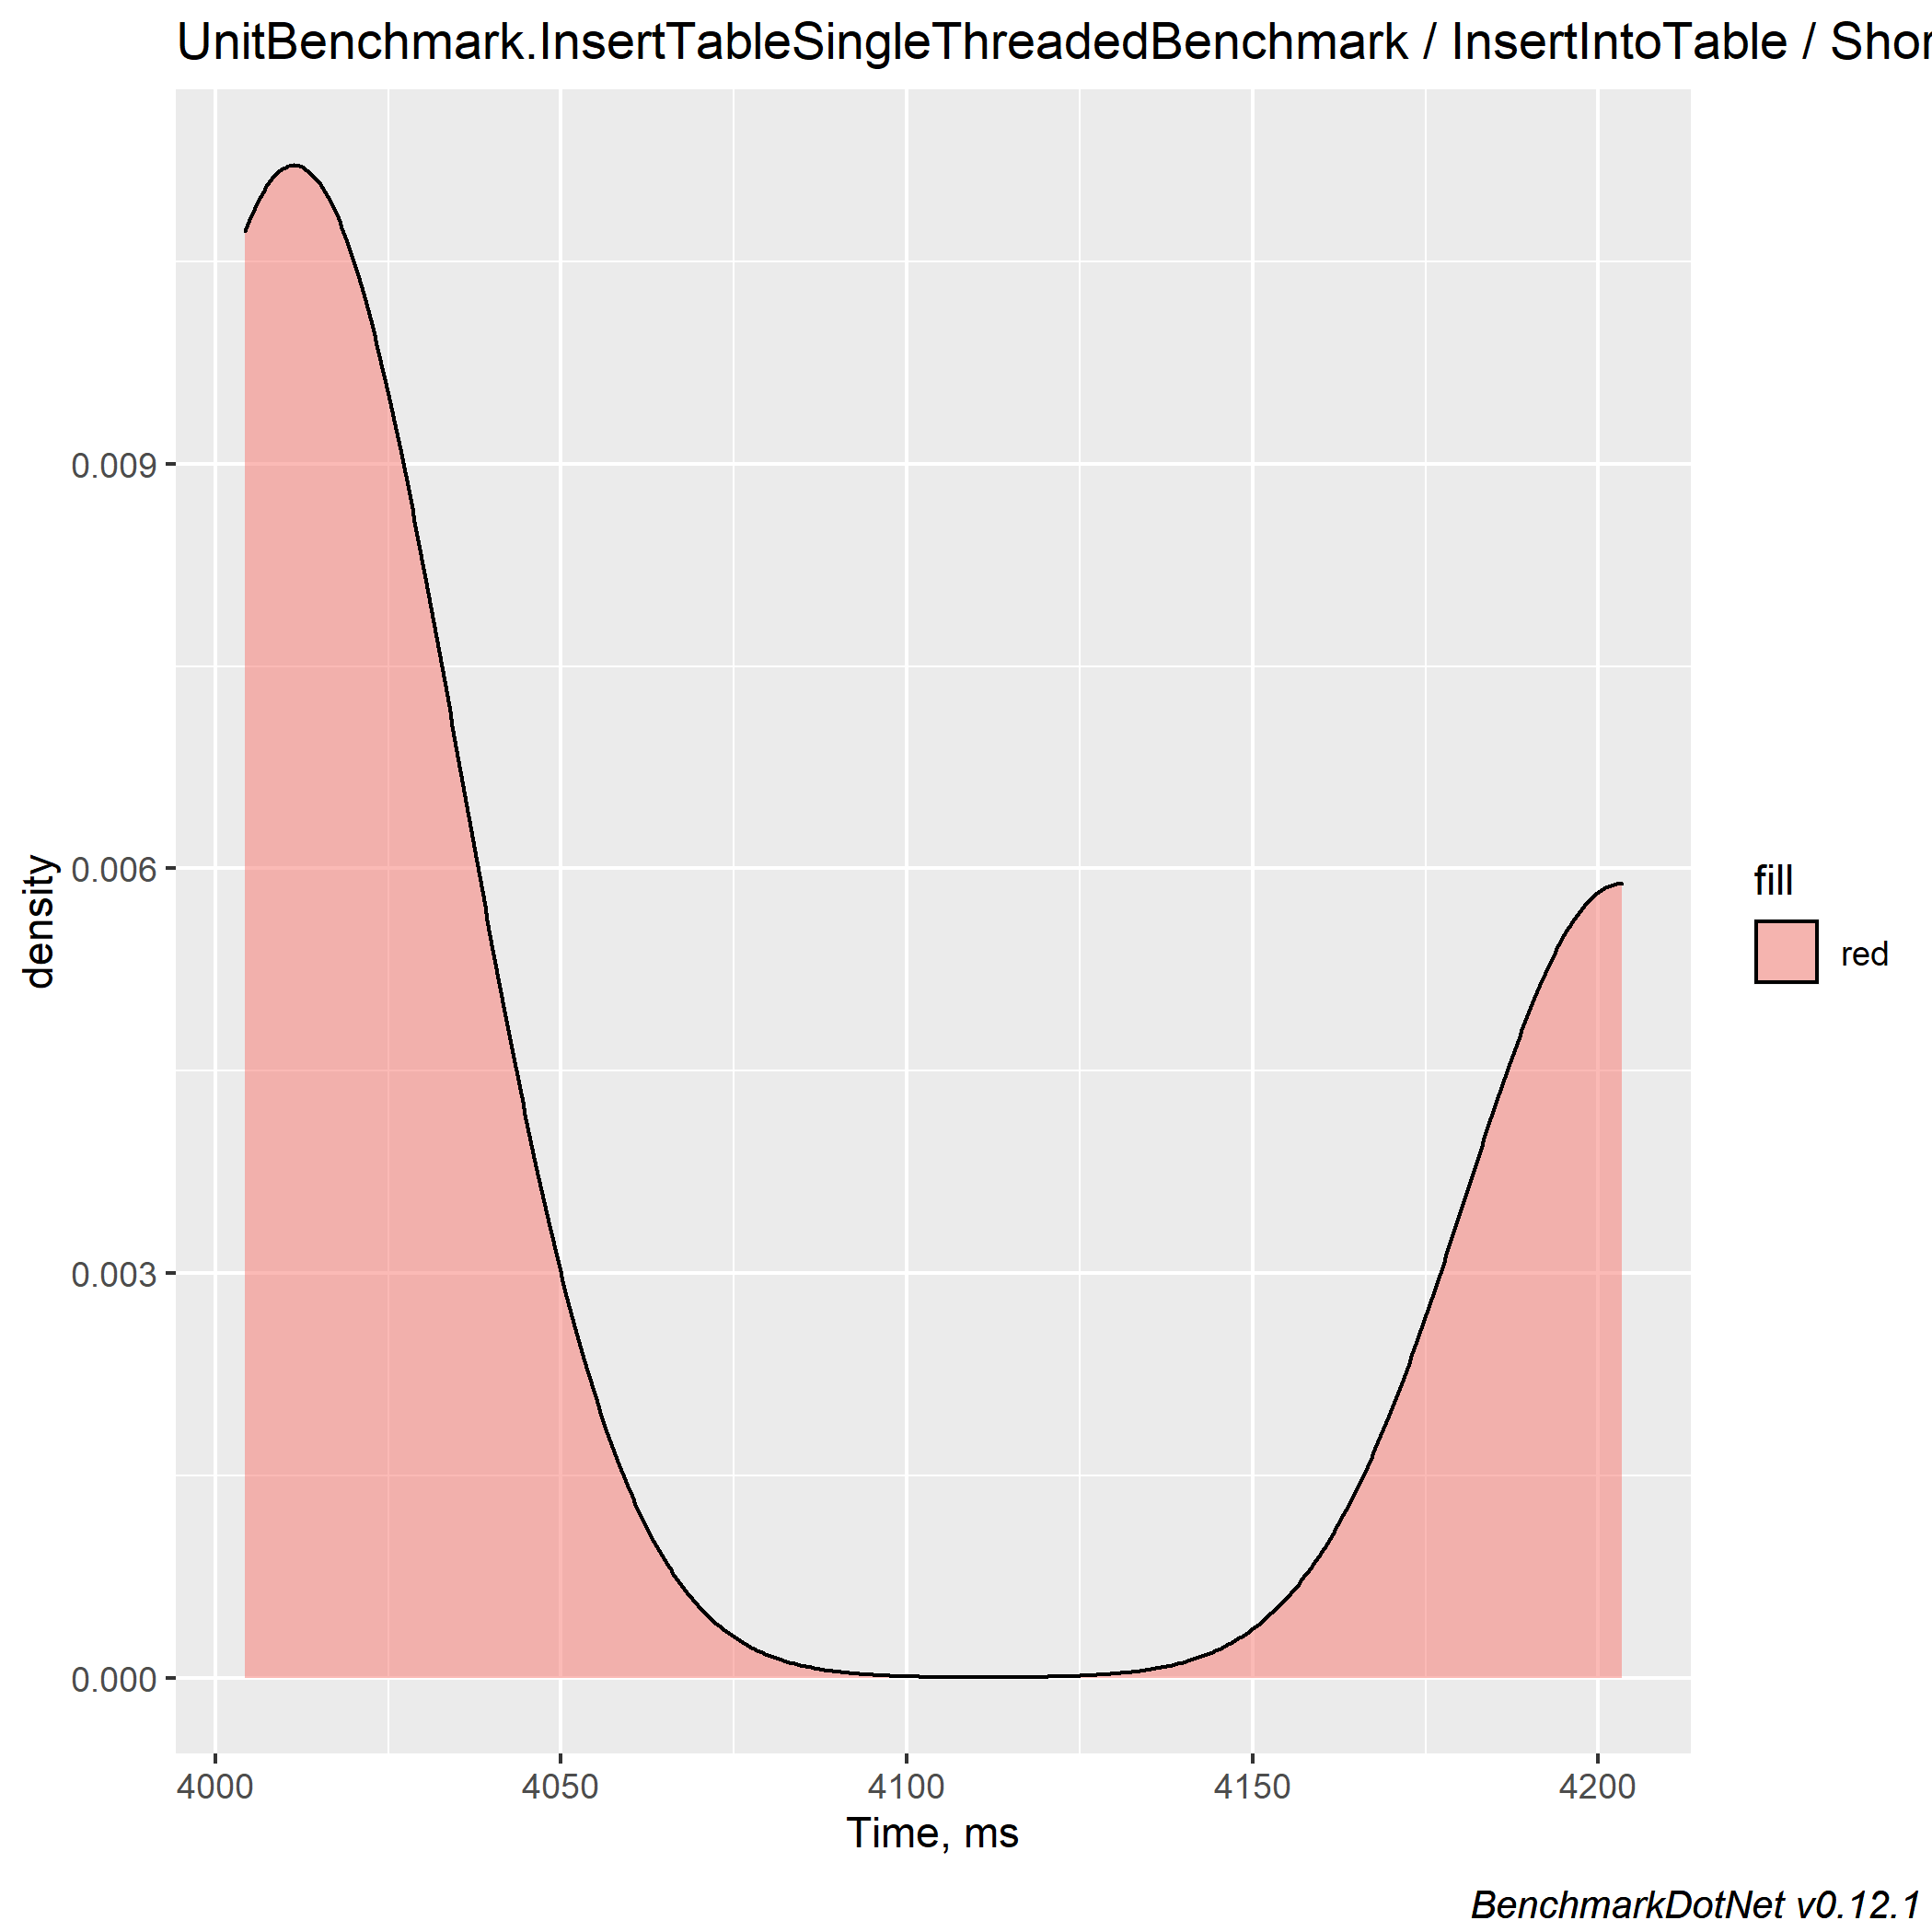 UnitBenchmark.InsertTableSingleThreadedBenchmark / InsertIntoTable / Shor
0.009
0.006
0.003
0.000
density
4000 4050 4100 4150 4200
Time, ms
fill
red
BenchmarkDotNet v0.12.1